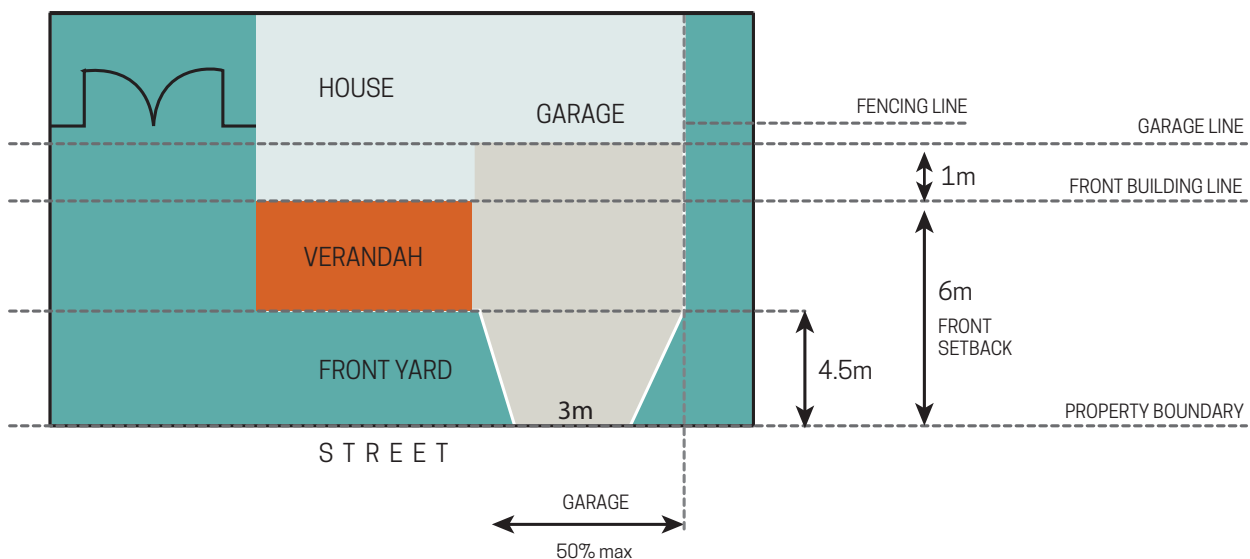 HOUSE
GARAGE
FENCING LINE
GARAGE LINE
1m
FRONT BUILDING LINE
VERANDAH
6m
FRONT
SETBACK
FRONT YARD
4.5m
3m
PROPERTY BOUNDARY
STREET
GARAGE
50% max